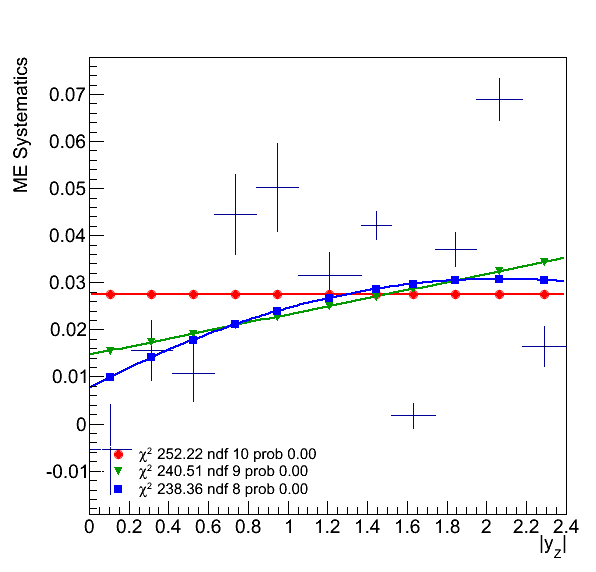 ME Systematics
0.07
0.06
0.05
0.04
0.03
0.02
0.01
0
-0.01
χ² 252.22 ndf 10 prob 0.00
χ² 240.51 ndf 9 prob 0.00
χ² 238.36 ndf 8 prob 0.00
0 0.2 0.4 0.6 0.8 1 1.2 1.4 1.6 1.8 2 2.2 2.4
|y_Z|